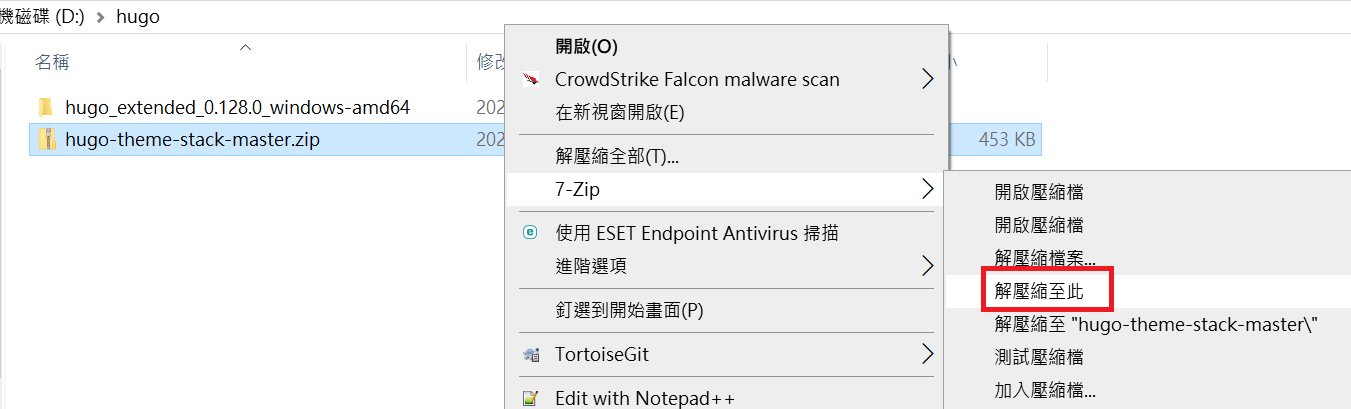 機磁碟 (D:) > hugo
名稱
修改
小
hugo_extended_0.128.0_windows-amd64
202
hugo-theme-stack-master.zip
202
453 KB
開啟(O)
CrowdStrike Falcon malware scan
在新視窗開啟(E)
解壓縮全部(T)...
7-Zip
使用 ESET Endpoint Antivirus 掃描
進階選項
釘選到開始畫面(P)
TortoiseGit
Edit with Notepad++
開啟壓縮檔
開啟壓縮檔
解壓縮檔案...
解壓縮至此
解壓縮至 "hugo-theme-stack-master\"
測試壓縮檔
加入壓縮檔...